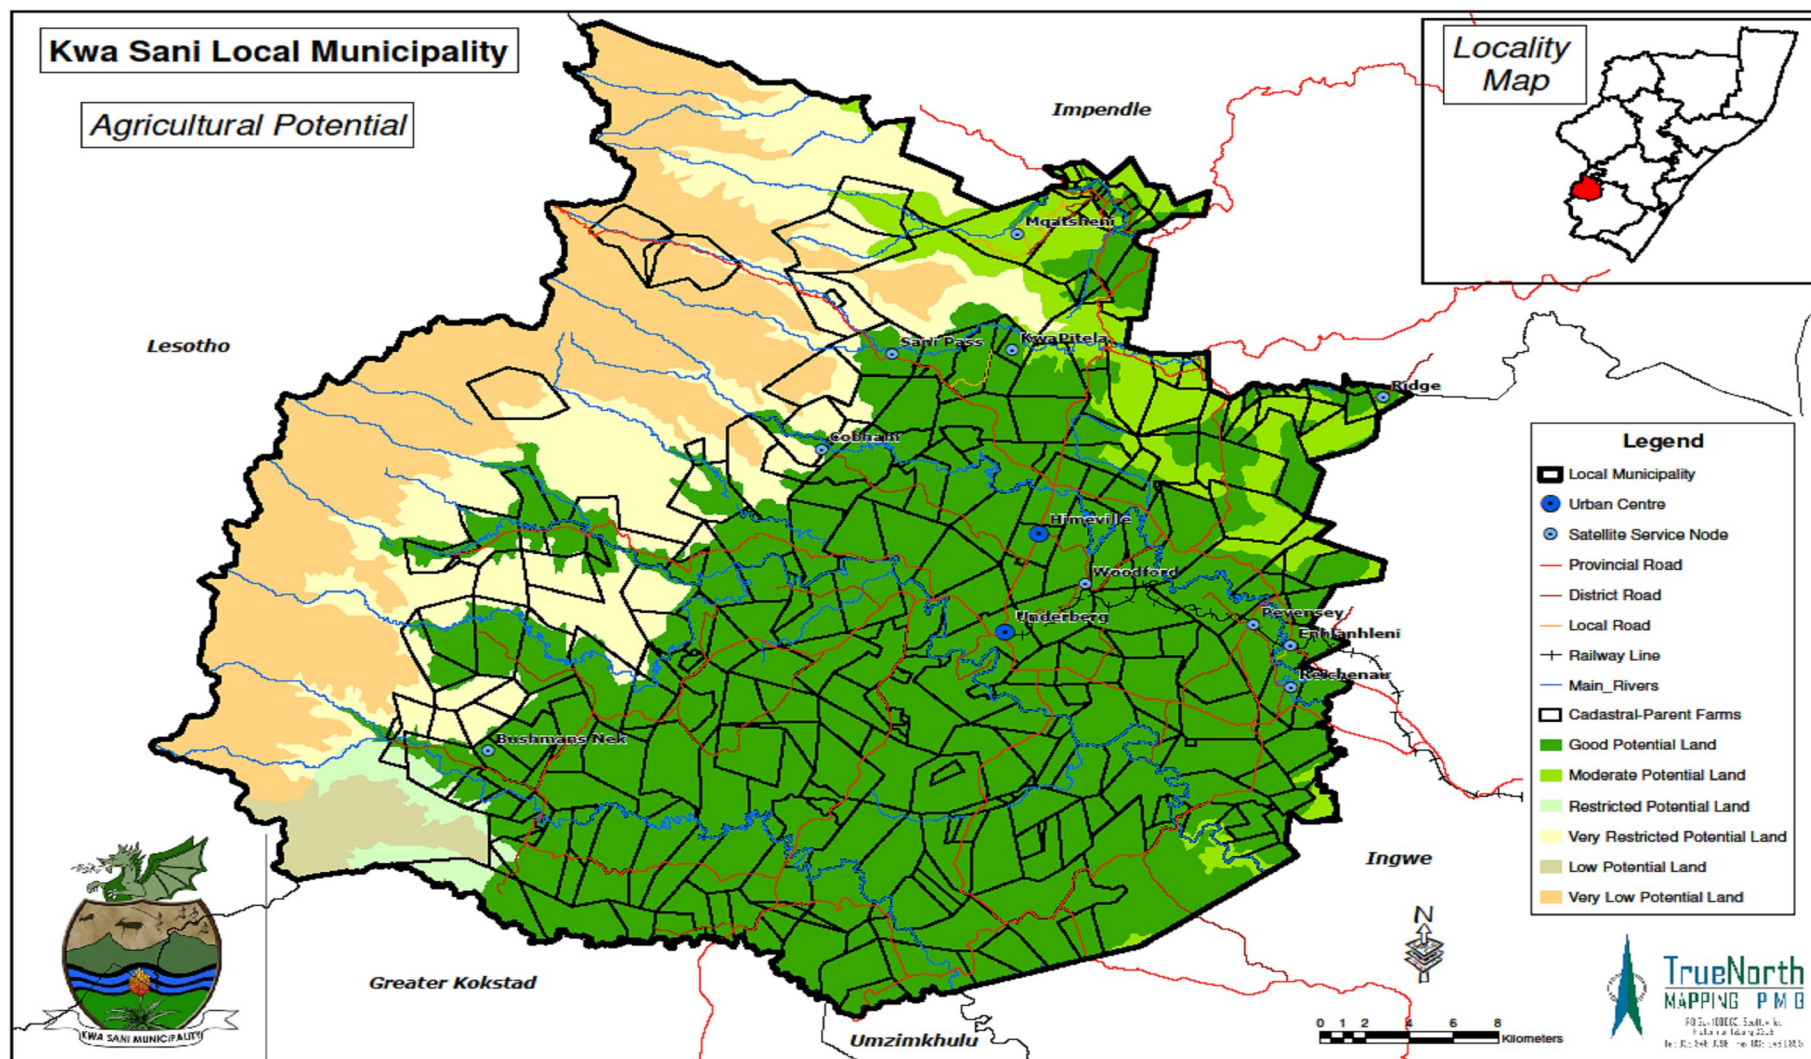 Kwa Sani Local Municipality
Agricultural Potential
Locality
Map
Impendle
Mqatsheni
Lesotho
Sani Pass
KwaPitela
Ridge
Cobham
Himeville
Woodford
Underberg
Pevensey
Enhlanhleni
Reichenau
Bushmans Nek
Ingwe
Greater Kokstad
Umzimkhulu
Legend
Local Municipality
Urban Centre
Satellite Service Node
Provincial Road
District Road
Local Road
Railway Line
Main_Rivers
Cadastral-Parent Farms
Good Potential Land
Moderate Potential Land
Restricted Potential Land
Very Restricted Potential Land
Low Potential Land
Very Low Potential Land
N
0 1 2 4 6 8
Kilometers
KWA SANI MUNICIPALITY
TrueNorth
MAPPING PMB